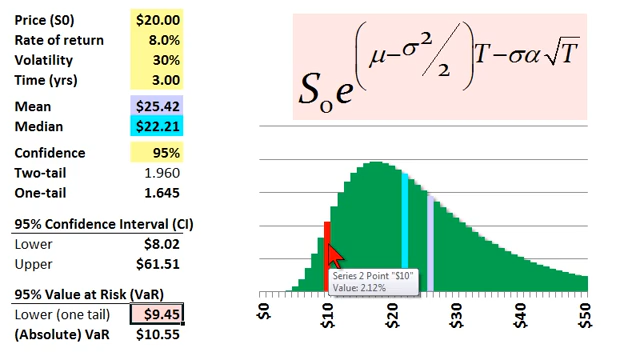 Price (S0) $20.00
Rate of return 8.0%
Volatility 30%
Time (yrs) 3.00
Mean $25.42
Median $22.21
Confidence 95%
Two-tail 1.960
One-tail 1.645
95% Confidence Interval (CI)
Lower $8.02
Upper $61.51
95% Value at Risk (VaR)
Lower (one tail) $9.45
(Absolute) VaR $10.55
S₀e^(μ−σ²/2)T−σα√T
Series 2 Point "$10"
Value: 2.12%
$0 $10 $20 $30 $40 $50